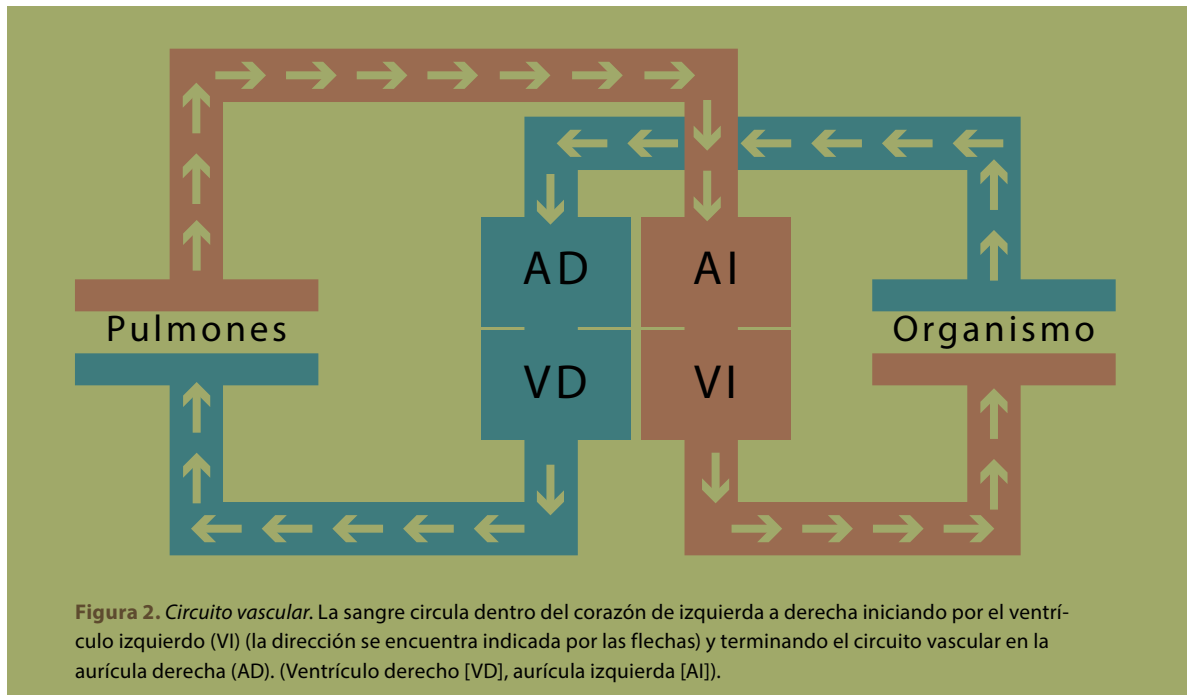 AD
AI
Pulmones
Organismo
VD
VI
Figura 2. Circuito vascular. La sangre circula dentro del corazón de izquierda a derecha iniciando por el ventrí-
culo izquierdo (VI) (la dirección se encuentra indicada por las flechas) y terminando el circuito vascular en la
aurícula derecha (AD). (Ventrículo derecho [VD], aurícula izquierda [AI]).